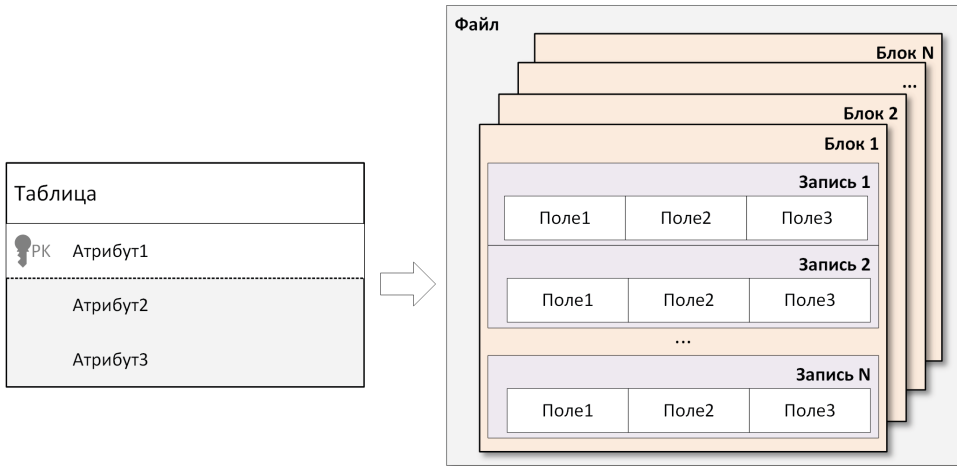 Файл
Блок N
...
Блок 2
Блок 1
Таблица
PK Атрибут1
Атрибут2
Атрибут3
Запись 1
Поле1 Поле2 Поле3
Запись 2
Поле1 Поле2 Поле3
...
Запись N
Поле1 Поле2 Поле3